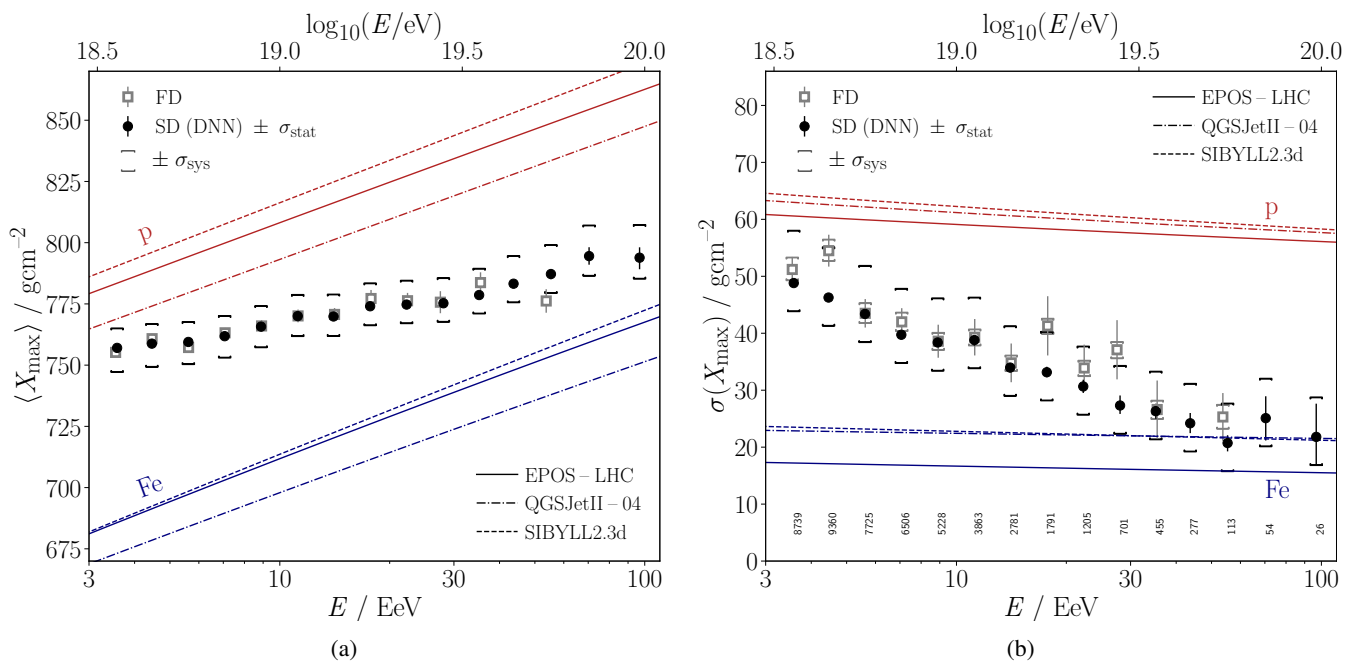 log₁₀(E/eV)
18.5 19.0 19.5 20.0
FD
SD (DNN) ± σstat
± σsys
p
Fe
EPOS – LHC
QGSJetII – 04
SIBYLL2.3d
850
825
800
775
750
725
700
675
⟨Xmax⟩ / gcm⁻²
3 10 30 100
E / EeV
(a)
log₁₀(E/eV)
18.5 19.0 19.5 20.0
FD
SD (DNN) ± σstat
± σsys
EPOS – LHC
QGSJetII – 04
SIBYLL2.3d
p
Fe
80
70
60
50
40
30
20
10
0
σ(Xmax) / gcm⁻²
8739 9360 7725 6506 5228 3863 2781 1791 1205 701 455 277 113 54 26
3 10 30 100
E / EeV
(b)